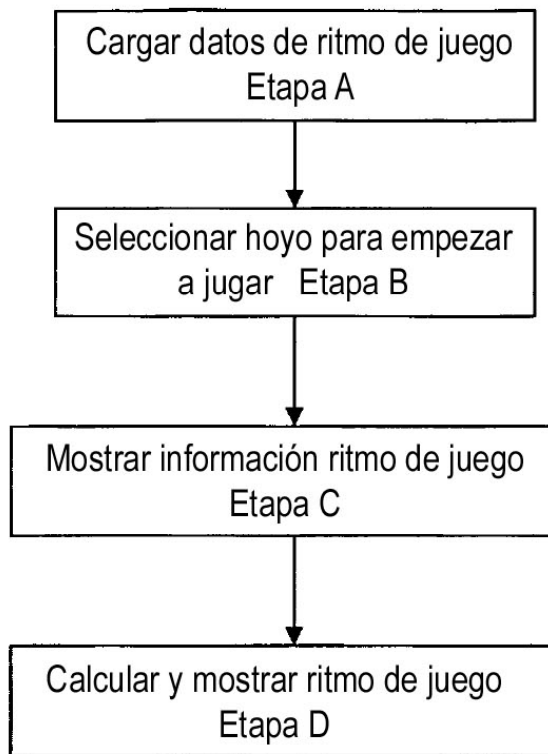 Cargar datos de ritmo de juego
Etapa A
Seleccionar hoyo para empezar
a jugar Etapa B
Mostrar información ritmo de juego
Etapa C
Calcular y mostrar ritmo de juego
Etapa D